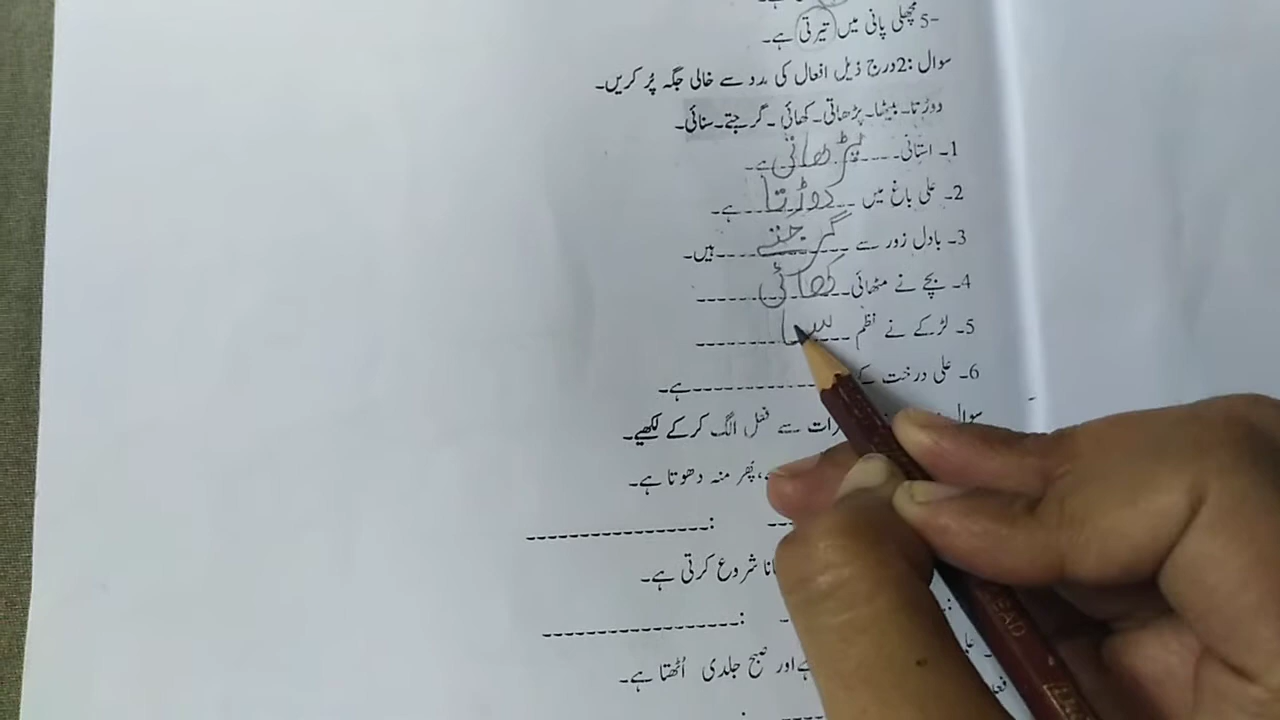 5- مچھلی پانی میں تیرتی ہے۔
سوال :2 درج ذیل افعال کی مدد سے خالی جگہ پُر کریں۔
دوڑتا۔ بیٹھا۔ پڑھاتی۔ کھائی ۔ گرجتے۔ سنائی۔
1۔ استانی۔ پڑھاتی ہے۔
2۔ علی باغ میں دوڑتا ہے۔
3۔ بادل زور سے گرجتے ہیں۔
4۔ بچے نے مٹھائی کھائی
5۔ لڑکے نے نظم سنا
6۔ علی درخت کے ہے۔
سوال سے فعل الگ کرکے لکھیے۔
پھر منہ دھوتا ہے۔
شروع کرتی ہے۔
اور صبح جلدی اُٹھتا ہے۔